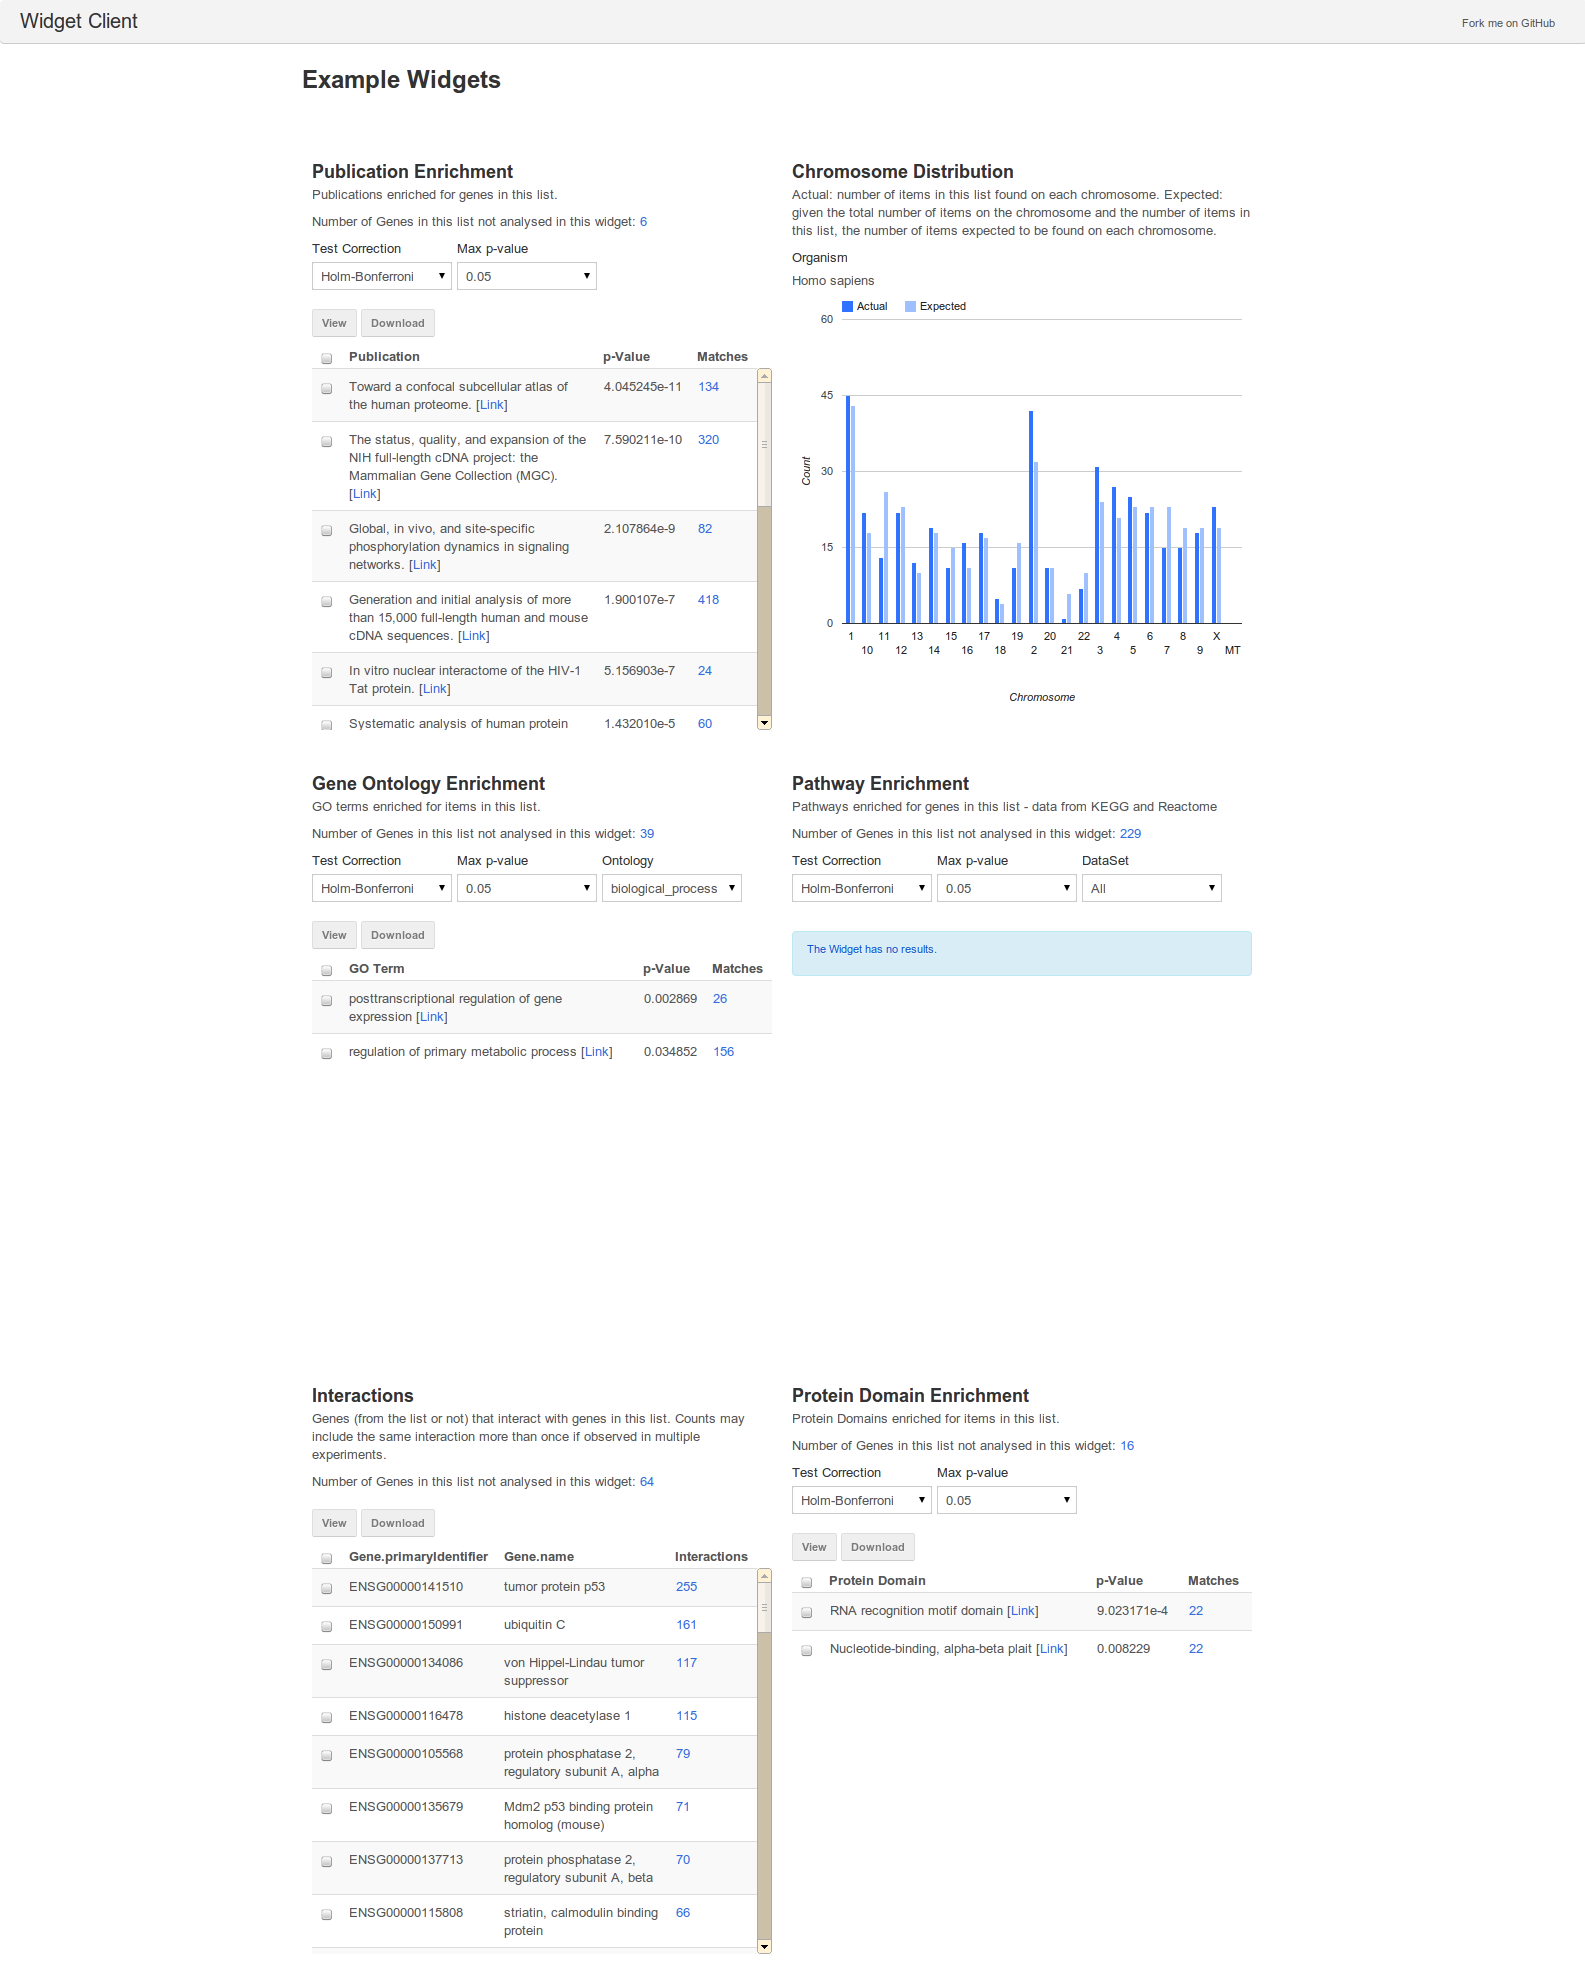 Widget Client
Fork me on GitHub
Example Widgets
Publication Enrichment
Publications enriched for genes in this list.
Number of Genes in this list not analysed in this widget: 6
Test Correction Max p-value
Holm-Bonferroni 0.05
View Download
Publication p-Value Matches
Toward a confocal subcellular atlas of 4.045245e-11 134
the human proteome. [Link]
The status, quality, and expansion of the 7.590211e-10 320
NIH full-length cDNA project: the
Mammalian Gene Collection (MGC).
[Link]
Global, in vivo, and site-specific 2.107864e-9 82
phosphorylation dynamics in signaling
networks. [Link]
Generation and initial analysis of more 1.900107e-7 418
than 15,000 full-length human and mouse
cDNA sequences. [Link]
In vitro nuclear interactome of the HIV-1 5.156903e-7 24
Tat protein. [Link]
Systematic analysis of human protein 1.432010e-5 60
Chromosome Distribution
Actual: number of items in this list found on each chromosome. Expected:
given the total number of items on the chromosome and the number of items in
this list, the number of items expected to be found on each chromosome.
Organism
Homo sapiens
Actual Expected
60
45
30
15
0
Count
1 11 13 15 17 19 2 20 22 4 6 8 X
10 12 14 16 18 21 3 5 7 9 MT
Chromosome
Gene Ontology Enrichment
GO terms enriched for items in this list.
Number of Genes in this list not analysed in this widget: 39
Test Correction Max p-value Ontology
Holm-Bonferroni 0.05 biological_process
View Download
GO Term p-Value Matches
posttranscriptional regulation of gene 0.002869 26
expression [Link]
regulation of primary metabolic process [Link] 0.034852 156
Pathway Enrichment
Pathways enriched for genes in this list - data from KEGG and Reactome
Number of Genes in this list not analysed in this widget: 229
Test Correction Max p-value DataSet
Holm-Bonferroni 0.05 All
The Widget has no results.
Interactions
Genes (from the list or not) that interact with genes in this list. Counts may
include the same interaction more than once if observed in multiple
experiments.
Number of Genes in this list not analysed in this widget: 64
View Download
Gene.primaryIdentifier Gene.name Interactions
ENSG00000141510 tumor protein p53 255
ENSG00000150991 ubiquitin C 161
ENSG00000134086 von Hippel-Lindau tumor 117
suppressor
ENSG00000116478 histone deacetylase 1 115
ENSG00000105568 protein phosphatase 2, 79
regulatory subunit A, alpha
ENSG00000135679 Mdm2 p53 binding protein 71
homolog (mouse)
ENSG00000137713 protein phosphatase 2, 70
regulatory subunit A, beta
ENSG00000115808 striatin, calmodulin binding 66
protein
Protein Domain Enrichment
Protein Domains enriched for items in this list.
Number of Genes in this list not analysed in this widget: 16
Test Correction Max p-value
Holm-Bonferroni 0.05
View Download
Protein Domain p-Value Matches
RNA recognition motif domain [Link] 9.023171e-4 22
Nucleotide-binding, alpha-beta plait [Link] 0.008229 22